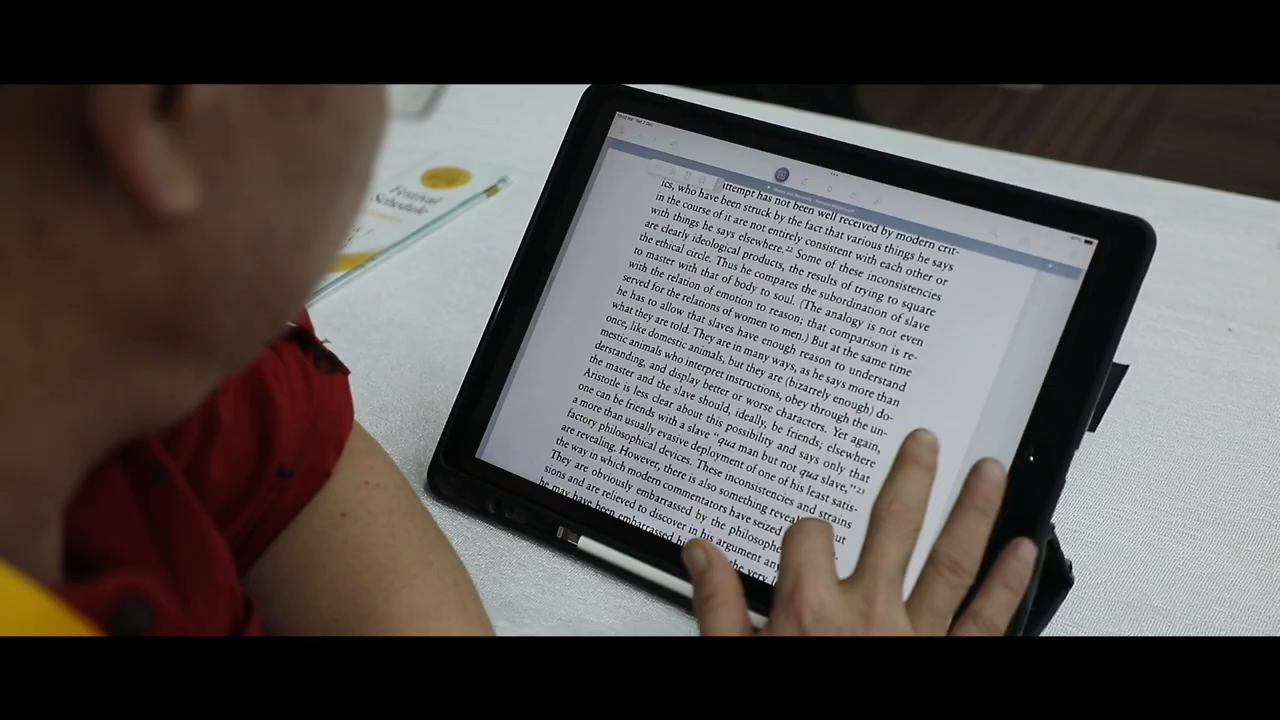 Festival
Schedule
attempt has not been well received by modern crit-
ics, who have been struck by the fact that various things he says
in the course of it are not entirely consistent with each other or
with things he says elsewhere.²² Some of these inconsistencies
are clearly ideological products, the results of trying to square
the ethical circle. Thus he compares the subordination of slave
to master with that of body to soul. (The analogy is not even
with the relation of emotion to reason; that comparison is re-
served for the relations of women to men.) But at the same time
he has to allow that slaves have enough reason to understand
what they are told. They are in many ways, as he says more than
once, like domestic animals, but they are (bizarrely enough) do-
mestic animals who interpret instructions, obey through the un-
derstanding, and display better or worse characters. Yet again,
the master and the slave should, ideally, be friends; elsewhere
Aristotle is less clear about this possibility and says only that
one can be friends with a slave “qua man but not qua slave,”²³
a more than usually evasive deployment of one of his least satis-
factory philosophical devices. These inconsistencies and strains
are revealing. However, there is also something reveal
the way in which modern commentators have seized but
They are obviously embarrassed by the philosophe
sions and are relieved to discover in his argument any
he may have been embarrassed hi the very